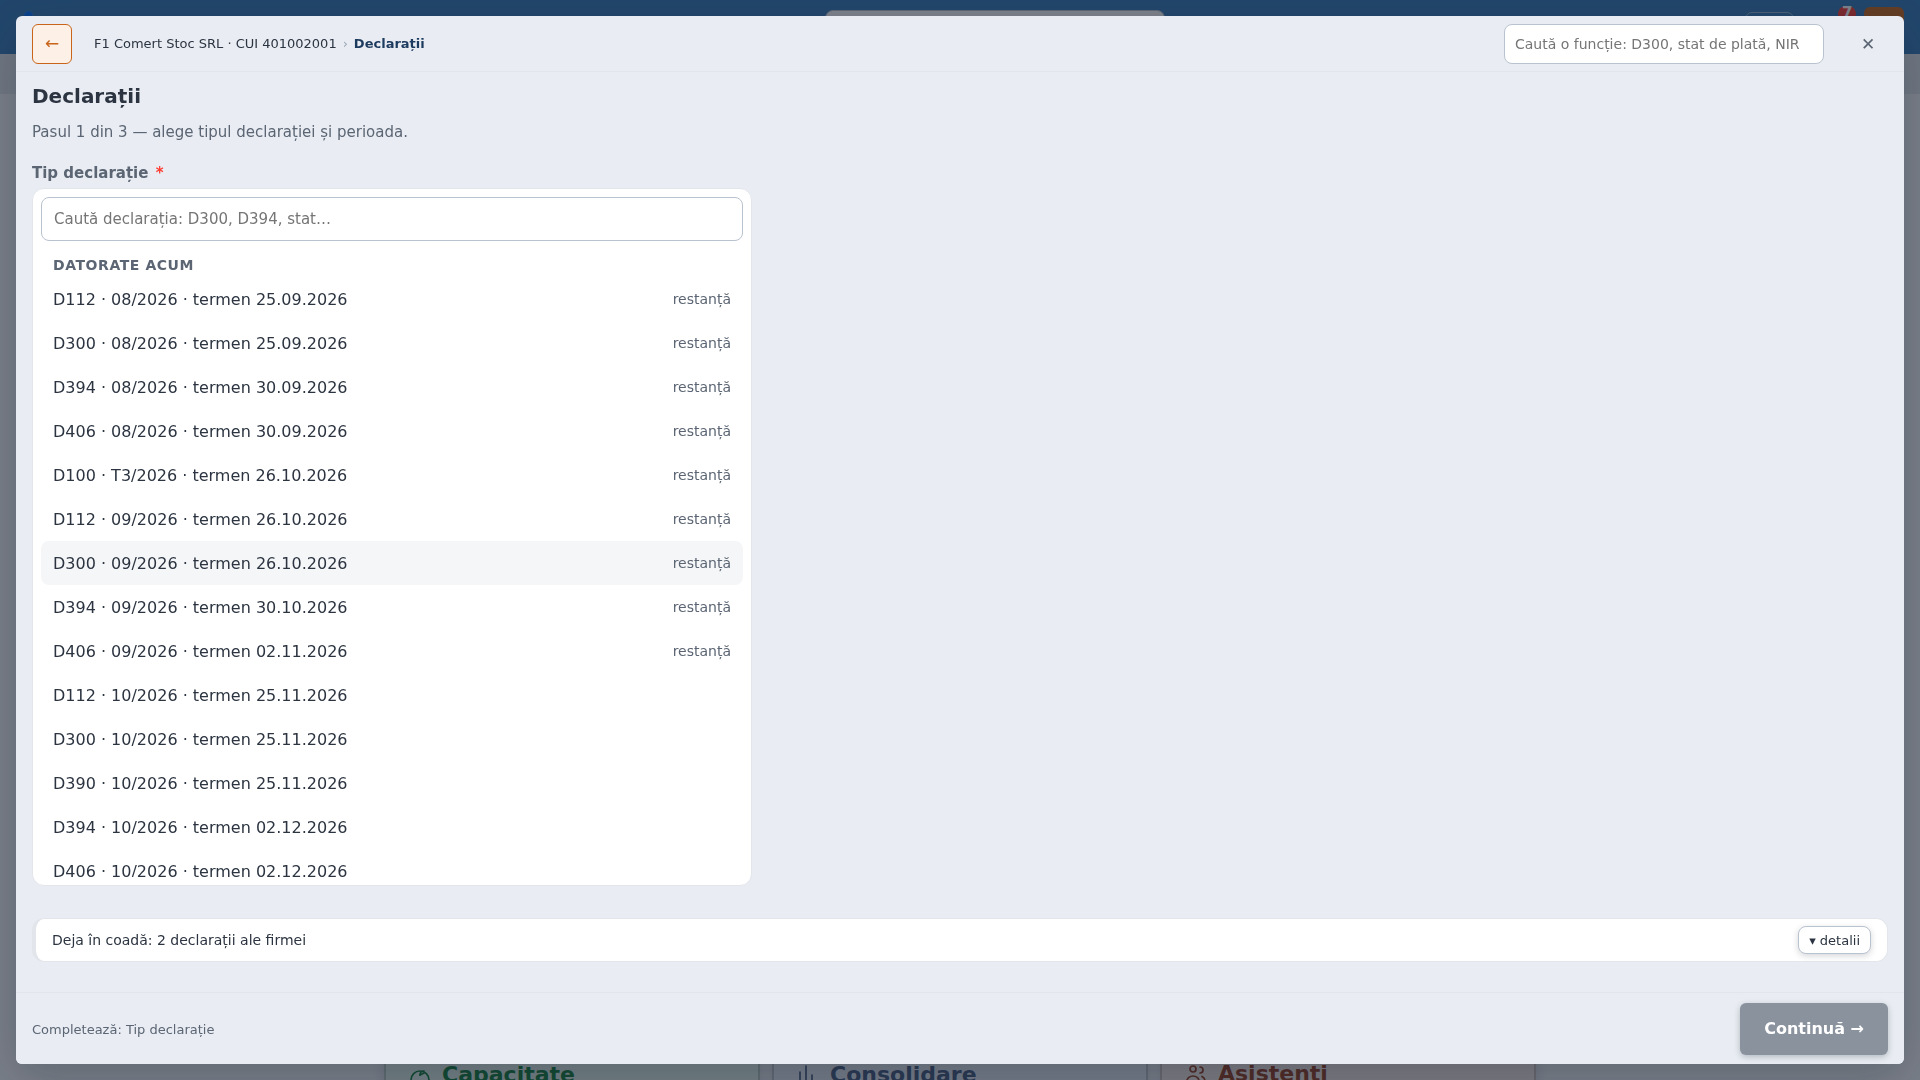 7
←
F1 Comert Stoc SRL · CUI 401002001 › Declarații
Caută o funcție: D300, stat de plată, NIR
✕
Declarații
Pasul 1 din 3 — alege tipul declarației și perioada.
Tip declarație *
Caută declarația: D300, D394, stat...
DATORATE ACUM
D112 · 08/2026 · termen 25.09.2026 restanță
D300 · 08/2026 · termen 25.09.2026 restanță
D394 · 08/2026 · termen 30.09.2026 restanță
D406 · 08/2026 · termen 30.09.2026 restanță
D100 · T3/2026 · termen 26.10.2026 restanță
D112 · 09/2026 · termen 26.10.2026 restanță
D300 · 09/2026 · termen 26.10.2026 restanță
D394 · 09/2026 · termen 30.10.2026 restanță
D406 · 09/2026 · termen 02.11.2026 restanță
D112 · 10/2026 · termen 25.11.2026
D300 · 10/2026 · termen 25.11.2026
D390 · 10/2026 · termen 25.11.2026
D394 · 10/2026 · termen 02.12.2026
D406 · 10/2026 · termen 02.12.2026
Deja în coadă: 2 declarații ale firmei
▾ detalii
Completează: Tip declarație
Continuă →
Capacitate
Consolidare
Asistenți